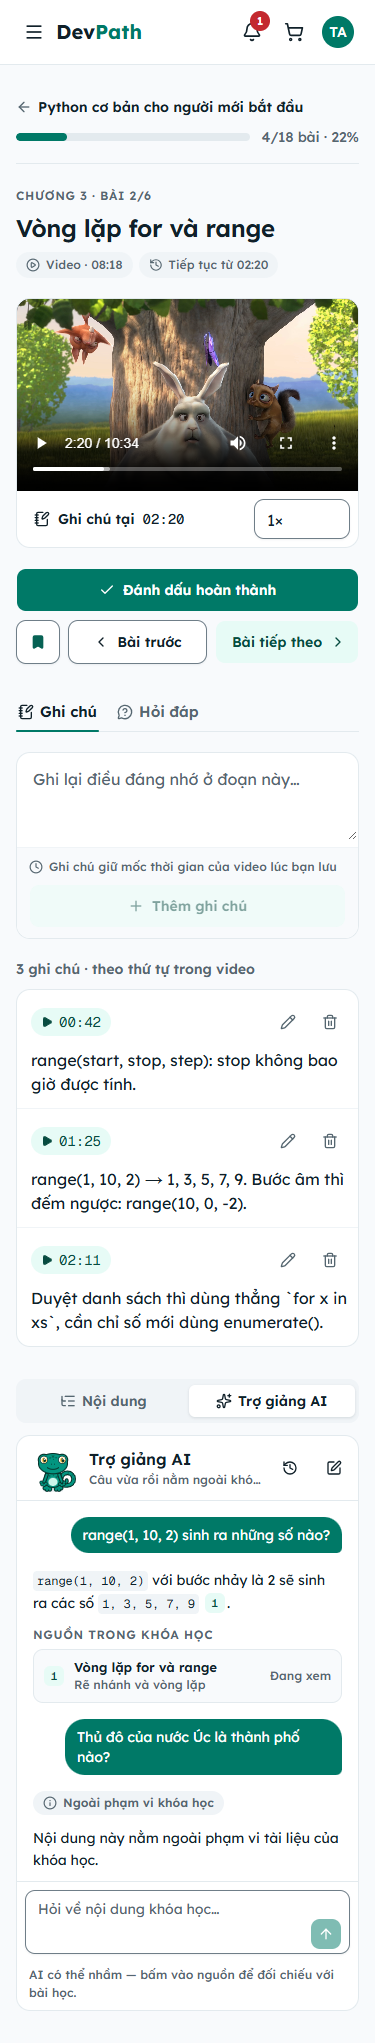 DevPath
1
TA
Python cơ bản cho người mới bắt đầu
4/18 bài · 22%
CHƯƠNG 3 · BÀI 2/6
Vòng lặp for và range
Video · 08:18
Tiếp tục từ 02:20
2:20 / 10:34
Ghi chú tại 02:20
1×
Đánh dấu hoàn thành
Bài trước
Bài tiếp theo
Ghi chú
Hỏi đáp
Ghi lại điều đáng nhớ ở đoạn này…
Ghi chú giữ mốc thời gian của video lúc bạn lưu
Thêm ghi chú
3 ghi chú · theo thứ tự trong video
00:42
range(start, stop, step): stop không bao
giờ được tính.
01:25
range(1, 10, 2) → 1, 3, 5, 7, 9. Bước âm thì
đếm ngược: range(10, 0, -2).
02:11
Duyệt danh sách thì dùng thẳng `for x in
xs`, cần chỉ số mới dùng enumerate().
Nội dung
Trợ giảng AI
Trợ giảng AI
Câu vừa rồi nằm ngoài khó…
range(1, 10, 2) sinh ra những số nào?
range(1, 10, 2) với bước nhảy là 2 sẽ sinh
ra các số 1, 3, 5, 7, 9 1 .
NGUỒN TRONG KHÓA HỌC
1
Vòng lặp for và range
Rẽ nhánh và vòng lặp
Đang xem
Thủ đô của nước Úc là thành phố
nào?
Ngoài phạm vi khóa học
Nội dung này nằm ngoài phạm vi tài liệu của
khóa học.
Hỏi về nội dung khóa học…
AI có thể nhầm — bấm vào nguồn để đối chiếu với
bài học.